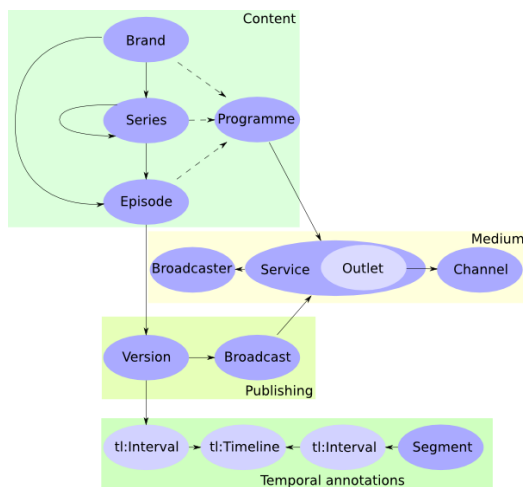 Content
Brand
Series
Programme
Episode
Medium
Broadcaster
Service
Outlet
Channel
Version
Broadcast
Publishing
tl:Interval
tl:Timeline
tl:Interval
Segment
Temporal annotations